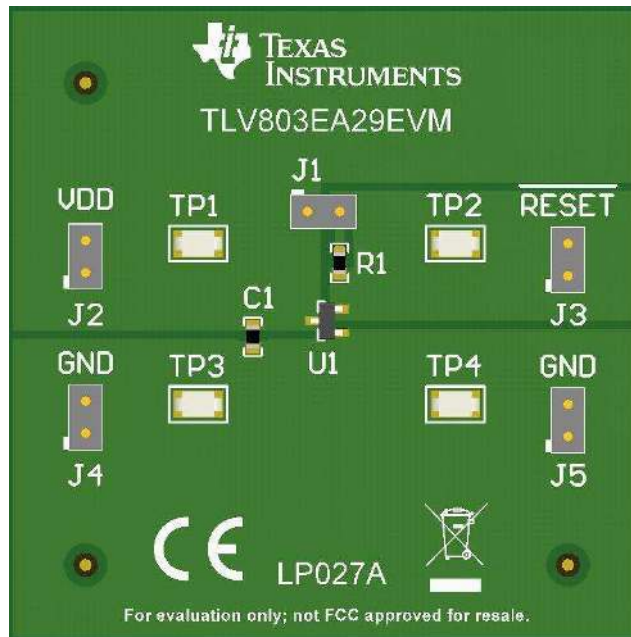 TEXAS
INSTRUMENTS
TLV803EA29EVM
J1
VDD
TP1
TP2
RESET
R1
J2
C1
J3
GND
TP3
U1
TP4
GND
J4
J5
LP027A
For evaluation only; not FCC approved for resale.